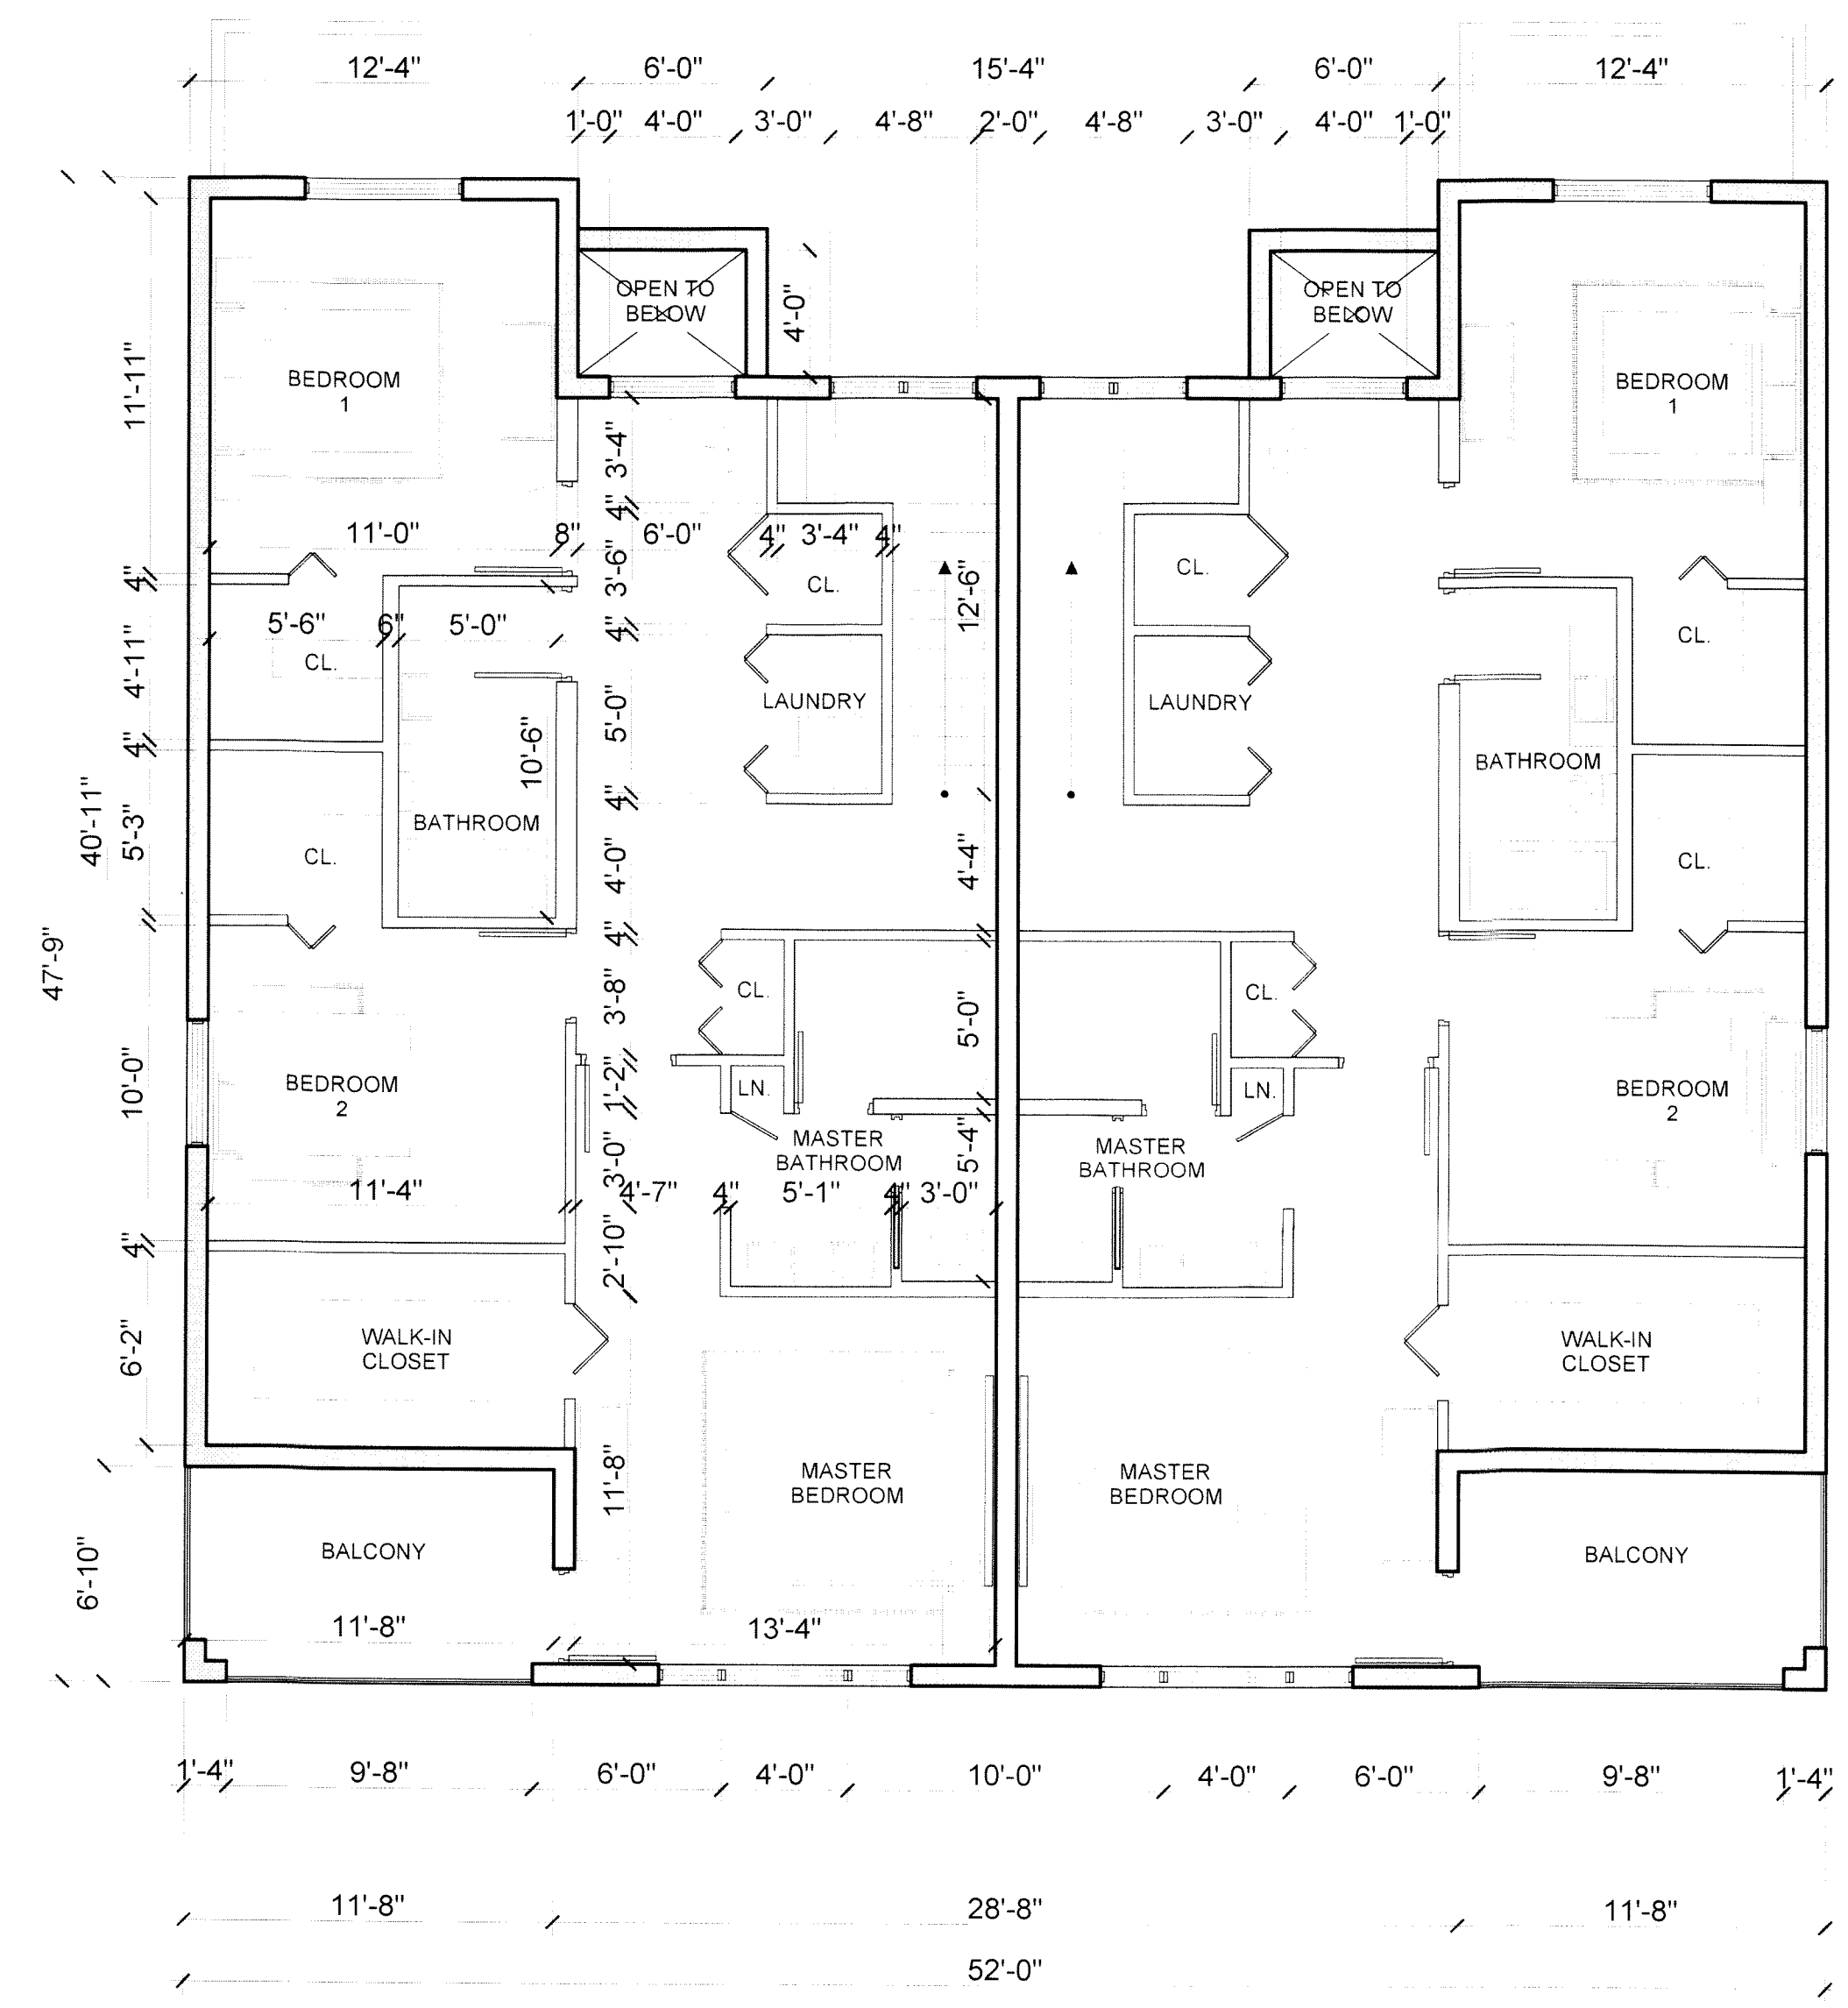 12'-4" 6'-0" 15'-4" 6'-0" 12'-4"
1'-0" 4'-0" 3'-0" 4'-8" 2'-0" 4'-8" 3'-0" 4'-0" 1'-0"
OPEN TO
BELOW
OPEN TO
BELOW
4'-0"
BEDROOM
1
BEDROOM
1
11'-11"
3'-4"
4"
11'-0" 8" 6'-0" 4" 3'-4" 4"
3'-6"
CL.
CL.
12'-6"
4"
5'-6" 6" 5'-0"
4"
CL.
CL.
4'-11"
LAUNDRY
LAUNDRY
5'-0"
10'-6"
4"
BATHROOM
BATHROOM
4"
40'-11"
5'-3"
CL.
CL.
4'-0"
4'-4"
4"
47'-9"
3'-8"
CL.
CL.
5'-0"
10'-0"
BEDROOM
2
BEDROOM
2
1'-2"
LN.
LN.
MASTER
BATHROOM
MASTER
BATHROOM
5'-4"
3'-0"
11'-4" 4'-7" 4" 5'-1" 4" 3'-0"
4"
2'-10"
6'-2"
WALK-IN
CLOSET
WALK-IN
CLOSET
11'-8"
MASTER
BEDROOM
MASTER
BEDROOM
6'-10"
BALCONY
BALCONY
11'-8" 13'-4"
1'-4" 9'-8" 6'-0" 4'-0" 10'-0" 4'-0" 6'-0" 9'-8" 1'-4"
11'-8" 28'-8" 11'-8"
52'-0"